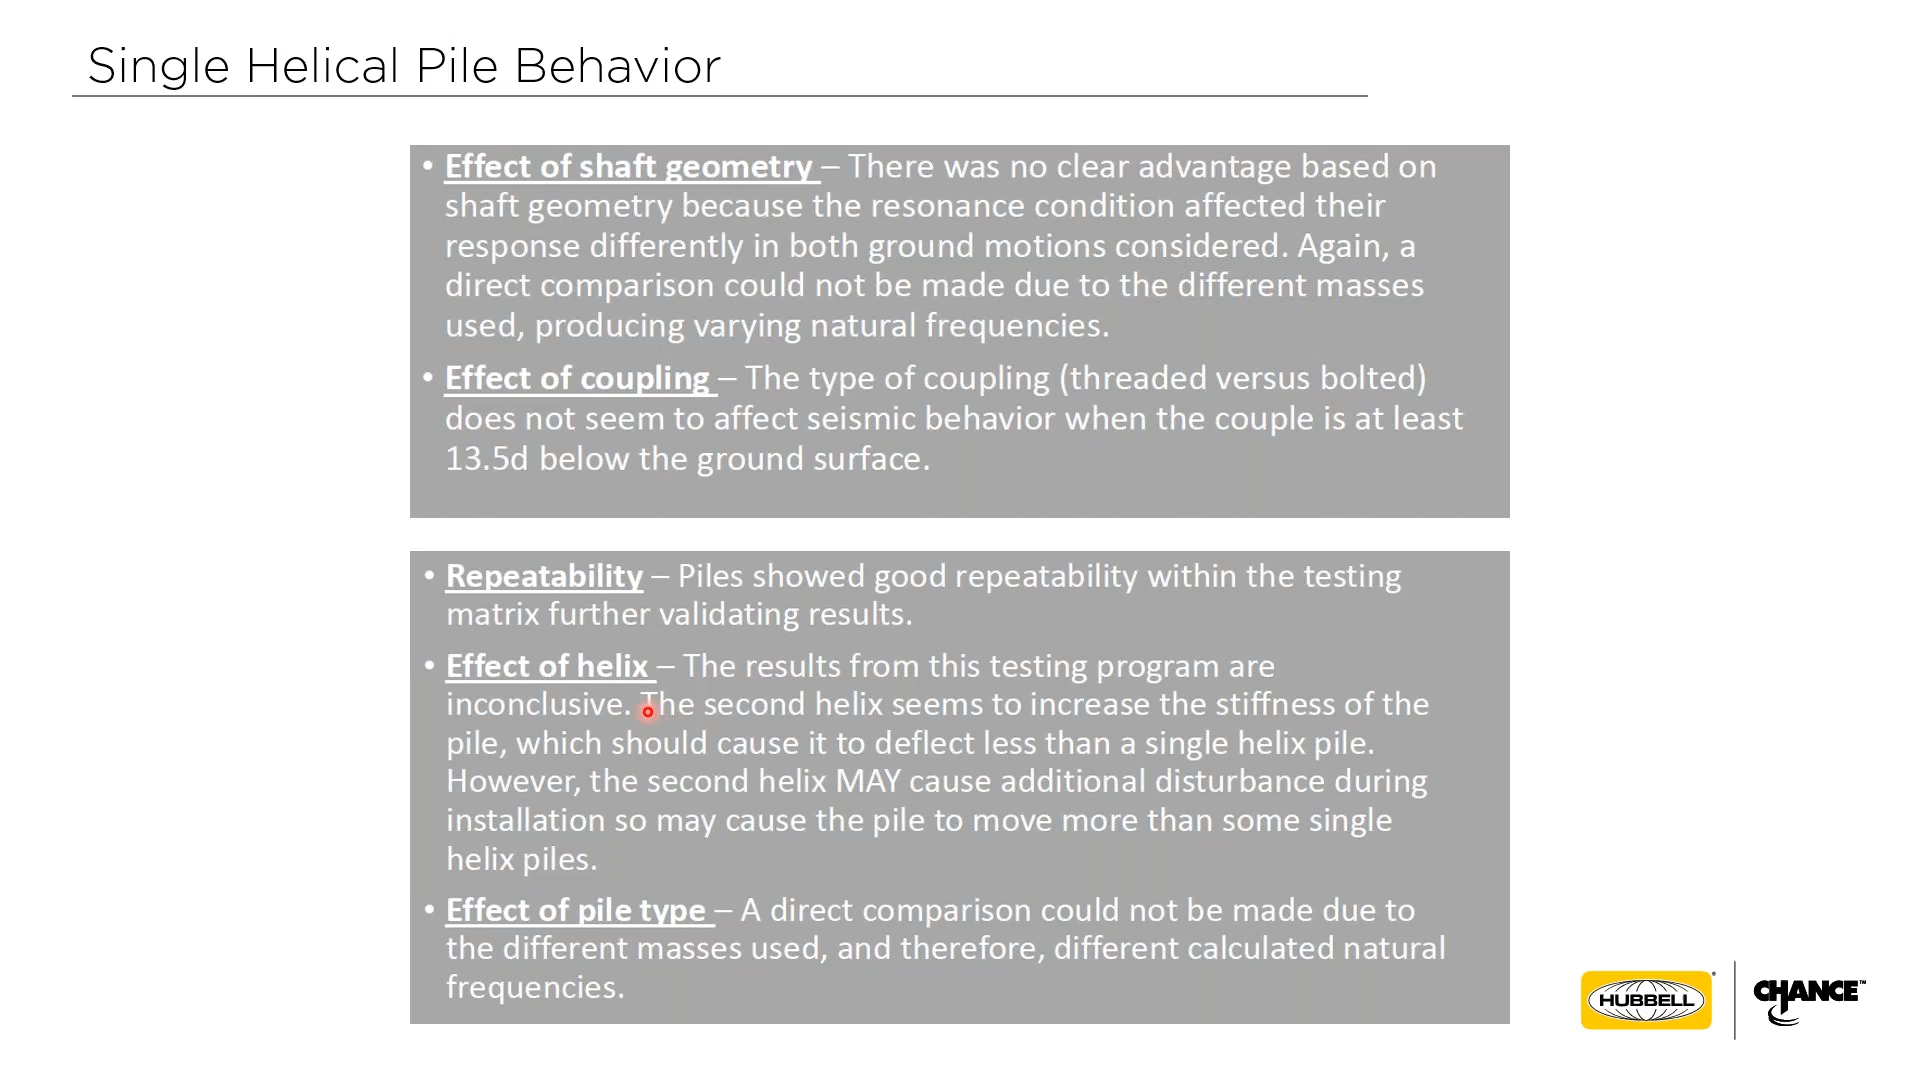 Single Helical Pile Behavior
• Effect of shaft geometry – There was no clear advantage based on
shaft geometry because the resonance condition affected their
response differently in both ground motions considered. Again, a
direct comparison could not be made due to the different masses
used, producing varying natural frequencies.
• Effect of coupling – The type of coupling (threaded versus bolted)
does not seem to affect seismic behavior when the couple is at least
13.5d below the ground surface.
• Repeatability – Piles showed good repeatability within the testing
matrix further validating results.
• Effect of helix – The results from this testing program are
inconclusive. The second helix seems to increase the stiffness of the
pile, which should cause it to deflect less than a single helix pile.
However, the second helix MAY cause additional disturbance during
installation so may cause the pile to move more than some single
helix piles.
• Effect of pile type – A direct comparison could not be made due to
the different masses used, and therefore, different calculated natural
frequencies.
HUBBELL
CHANCE™